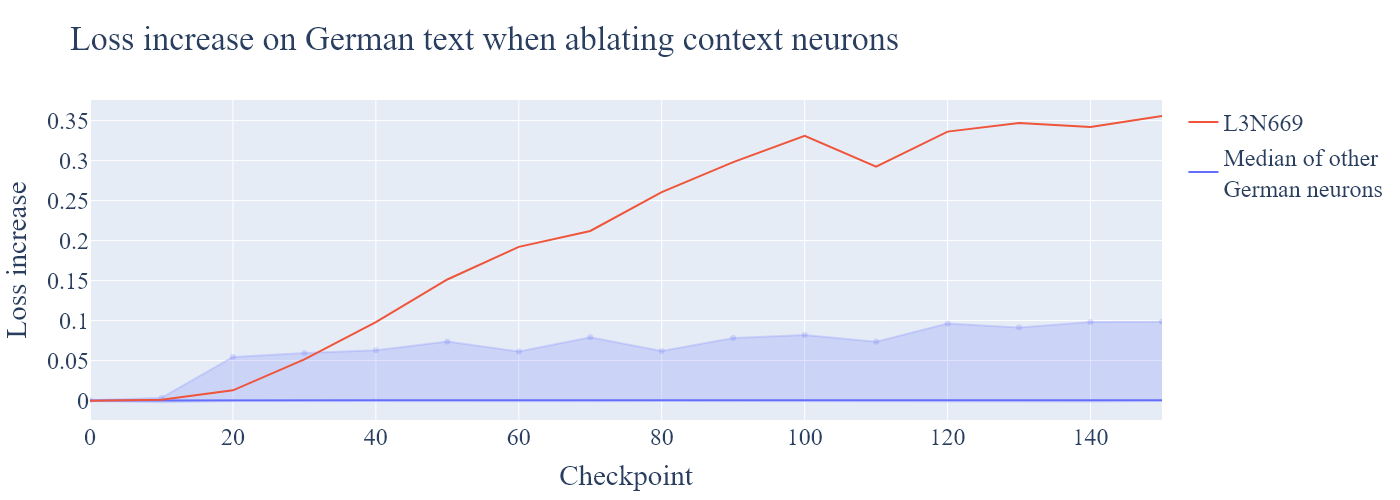 Loss increase on German text when ablating context neurons
0.35
0.3
0.25
0.2
0.15
0.1
0.05
0
Loss increase
0 20 40 60 80 100 120 140
Checkpoint
L3N669
Median of other
German neurons